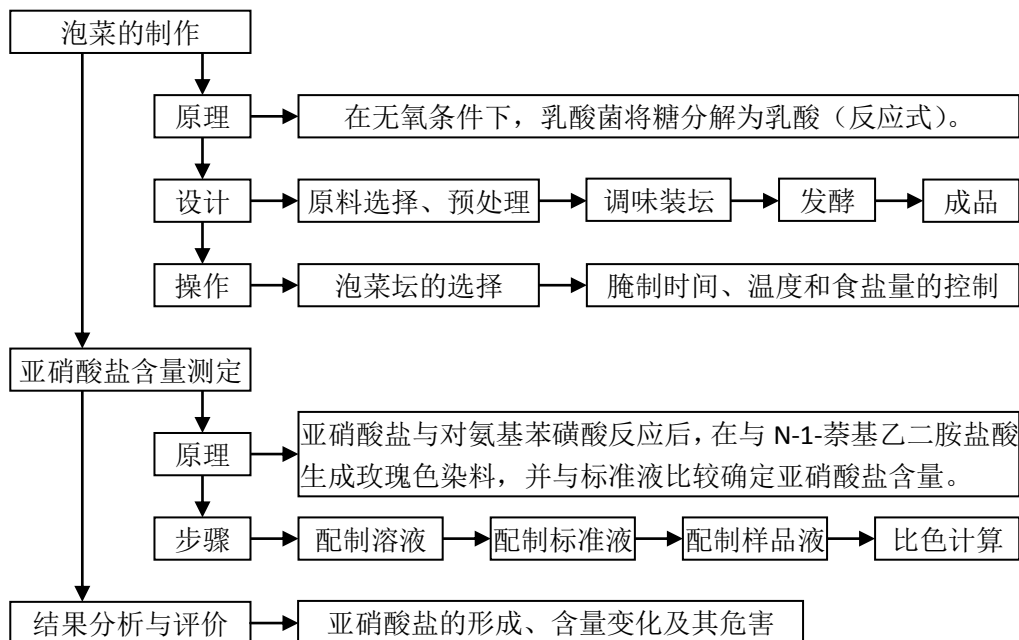 泡菜的制作
原理
在无氧条件下，乳酸菌将糖分解为乳酸（反应式）。
设计
原料选择、预处理
调味装坛
发酵
成品
操作
泡菜坛的选择
腌制时间、温度和食盐量的控制
亚硝酸盐含量测定
原理
亚硝酸盐与对氨基苯磺酸反应后，在与 N-1-萘基乙二胺盐酸
生成玫瑰色染料，并与标准液比较确定亚硝酸盐含量。
步骤
配制溶液
配制标准液
配制样品液
比色计算
结果分析与评价
亚硝酸盐的形成、含量变化及其危害